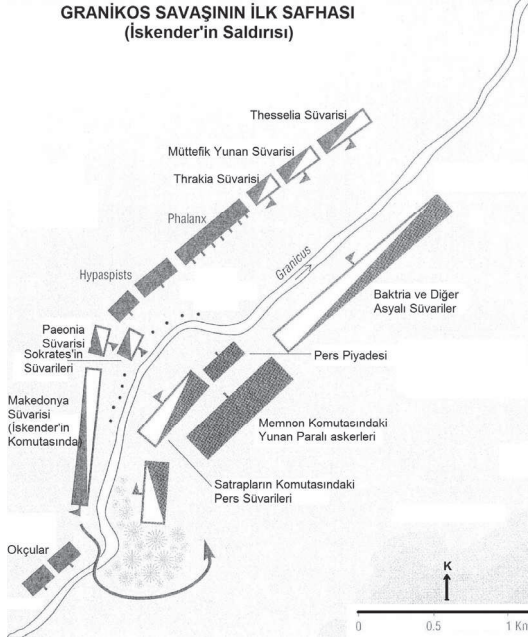 GRANİKOS SAVAŞININ İLK SAFHASI
(İskender'in Saldırısı)
Thesselia Süvarisi
Müttefik Yunan Süvarisi
Thrakia Süvarisi
Phalanx
Hypaspists
Granicus
Baktria ve Diğer
Asyalı Süvariler
Paeonia
Süvarisi
Sokrates'in
Süvarileri
Pers Piyadesi
Makedonya
Süvarisi
(İskender'in
Komutasında)
Memnon Komutasındaki
Yunan Paralı askerleri
Satrapların Komutasındaki
Pers Süvarileri
Okçular
K
0 0.5 1 Km